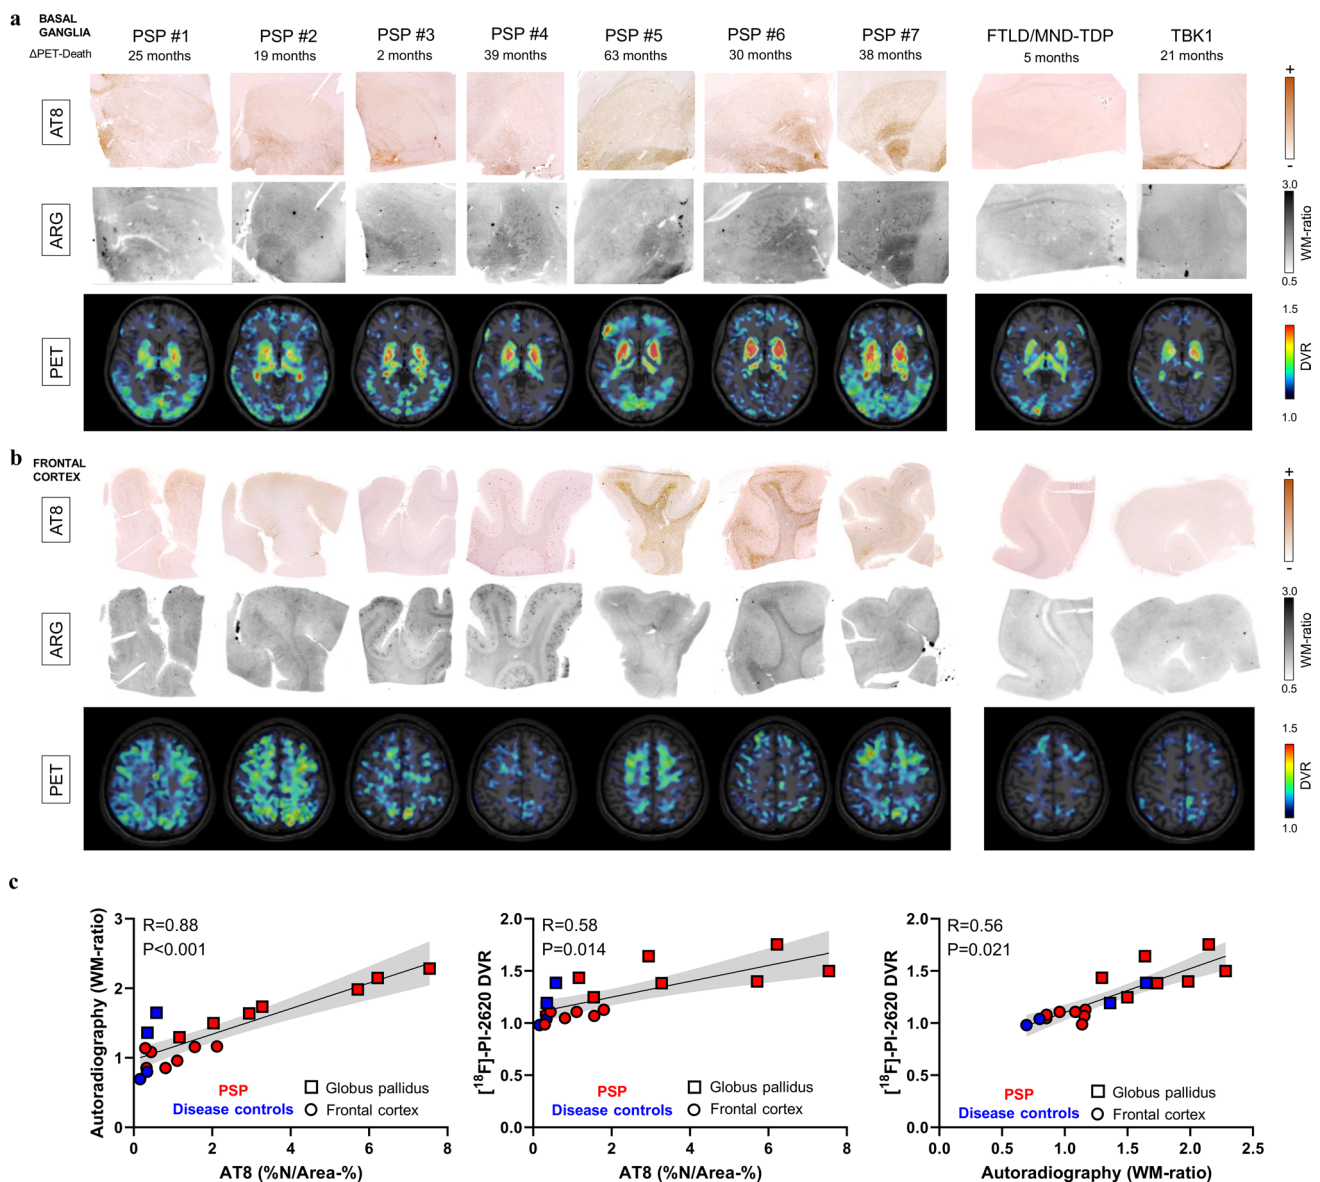 a
BASAL
GANGLIA
PSP #1
PSP #2
PSP #3
PSP #4
PSP #5
PSP #6
PSP #7
FTLD/MND-TDP
TBK1
ΔPET-Death
25 months
19 months
2 months
39 months
63 months
30 months
38 months
5 months
21 months
AT8
+
-
ARG
3.0
WM-ratio
0.5
PET
1.5
DVR
1.0
b
FRONTAL
CORTEX
AT8
+
-
ARG
3.0
WM-ratio
0.5
PET
1.5
DVR
1.0
c
Autoradiography (WM-ratio)
3
2
1
0
R=0.88
P<0.001
PSP
Disease controls
Globus pallidus
Frontal cortex
0 2 4 6 8
AT8 (%N/Area-%)
[18F]-PI-2620 DVR
2.0
1.5
1.0
0.5
0.0
R=0.58
P=0.014
PSP
Disease controls
Globus pallidus
Frontal cortex
0 2 4 6 8
AT8 (%N/Area-%)
[18F]-PI-2620 DVR
2.0
1.5
1.0
0.5
0.0
R=0.56
P=0.021
PSP
Disease controls
Globus pallidus
Frontal cortex
0.0 0.5 1.0 1.5 2.0 2.5
Autoradiography (WM-ratio)